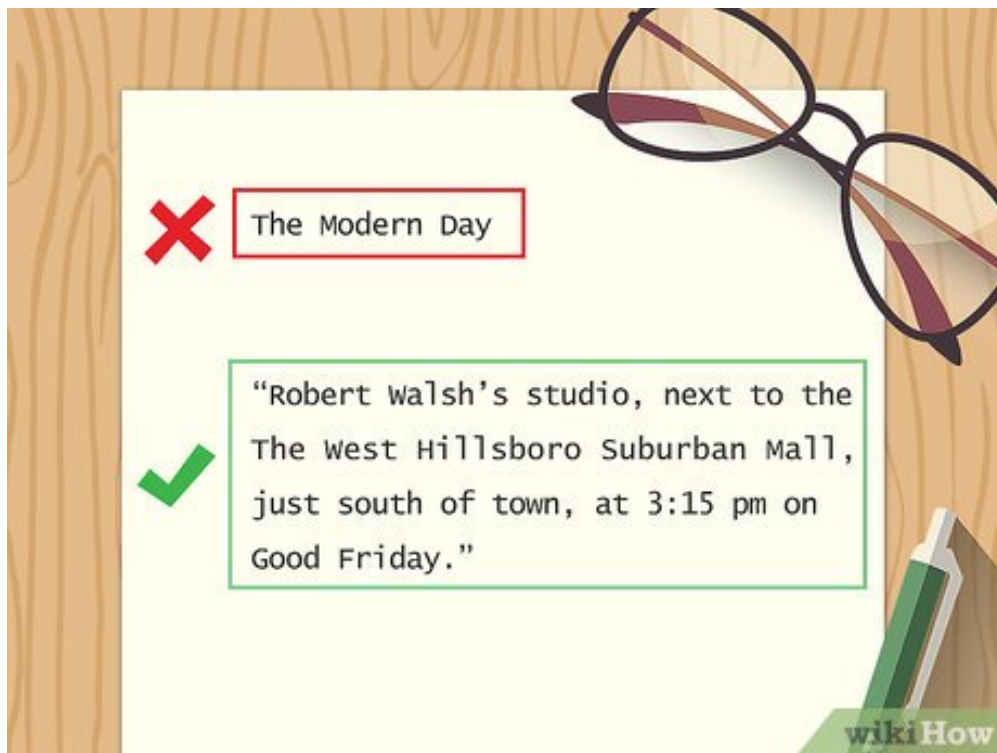 The Modern Day
“Robert Walsh’s studio, next to the
The West Hillsboro Suburban Mall,
just south of town, at 3:15 pm on
Good Friday.”
wikiHow